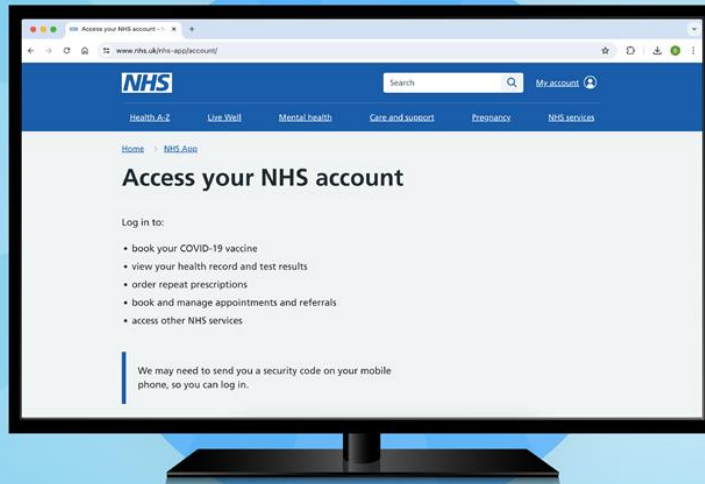 Access your NHS account -
www.nhs.uk/nhs-app/account/
NHS
Search
My account
Health A-Z Live Well Mental health Care and support Pregnancy NHS services
Home > NHS App
Access your NHS account
Log in to:
• book your COVID-19 vaccine
• view your health record and test results
• order repeat prescriptions
• book and manage appointments and referrals
• access other NHS services
We may need to send you a security code on your mobile
phone, so you can log in.